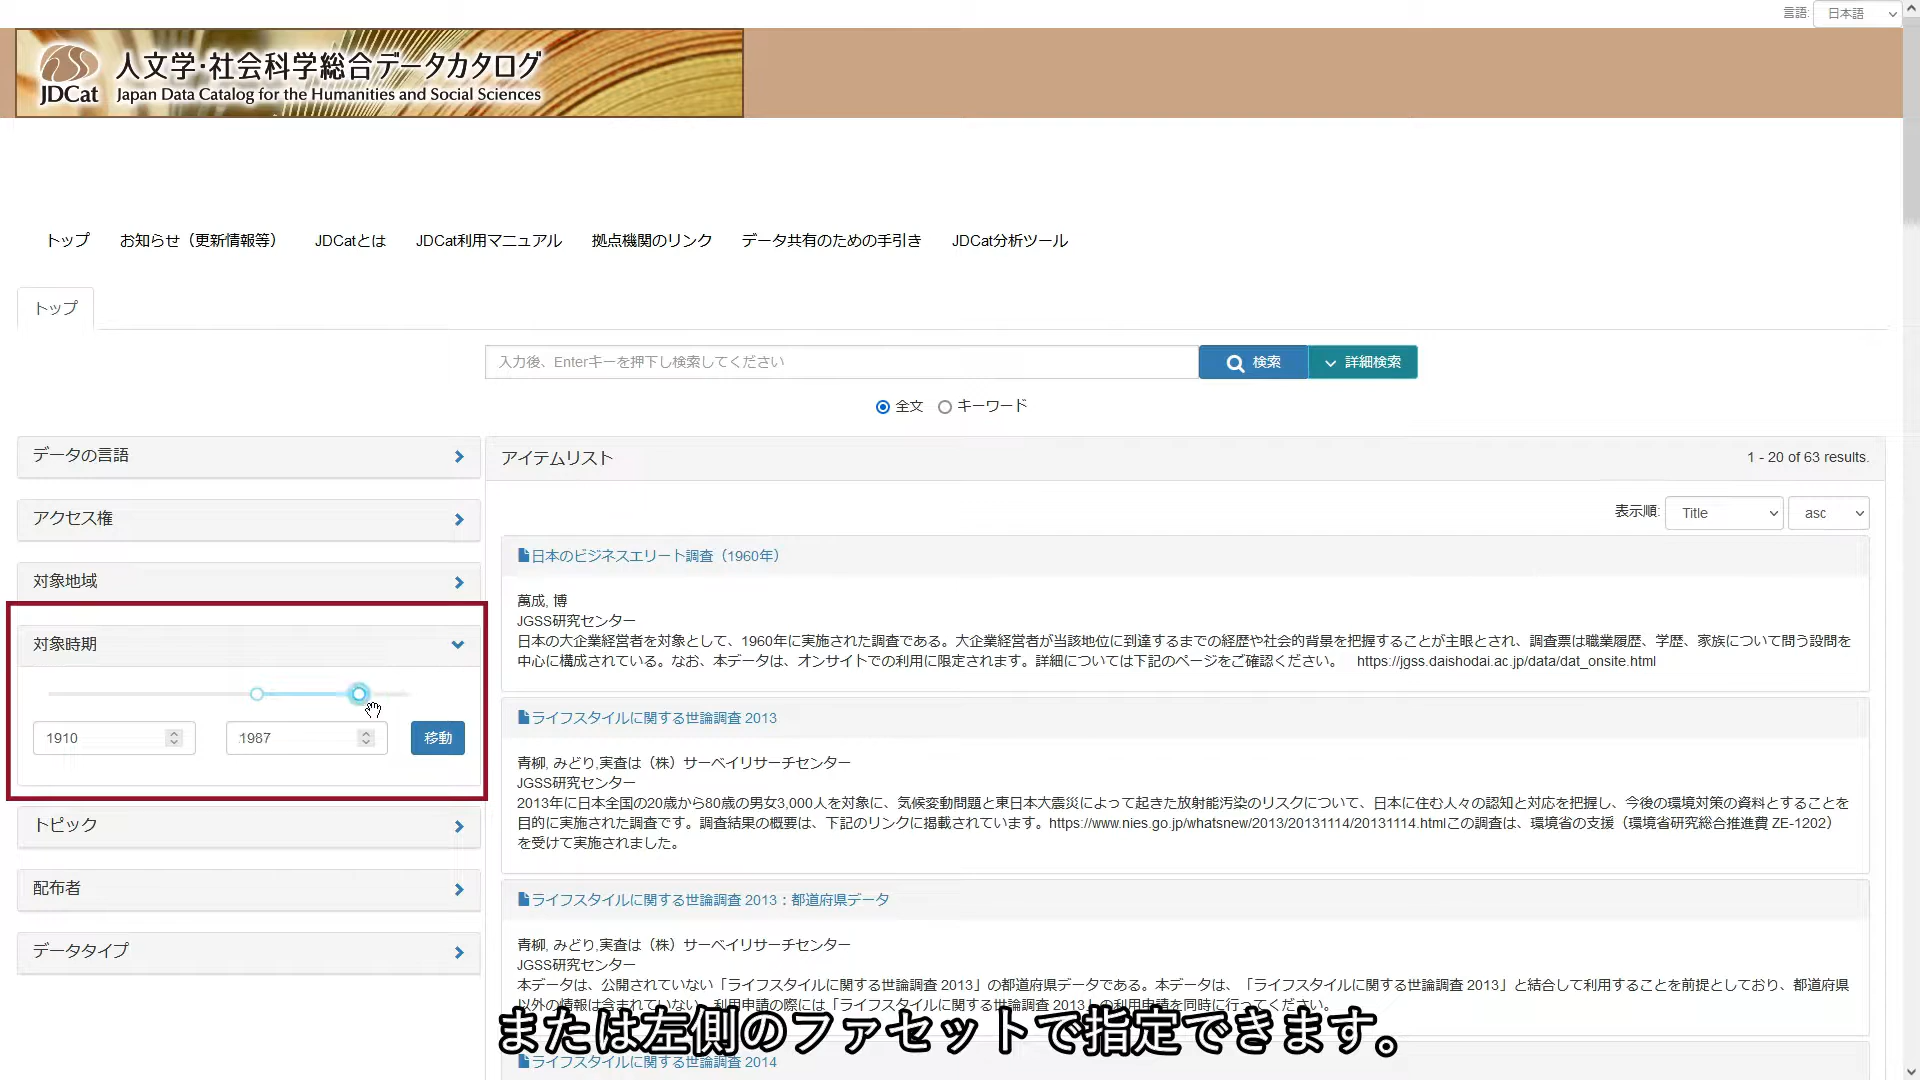 言語: 日本語
人文学・社会科学総合データカタログ
JDCat Japan Data Catalog for the Humanities and Social Sciences
トップ お知らせ（更新情報等） JDCatとは JDCat利用マニュアル 拠点機関のリンク データ共有のための手引き JDCat分析ツール
トップ
入力後、Enterキーを押下し検索してください 検索 詳細検索
全文 キーワード
データの言語
アクセス権
対象地域
対象時期
1910 1987 移動
トピック
配布者
データタイプ
アイテムリスト 1 - 20 of 63 results.
表示順: Title asc
日本のビジネスエリート調査（1960年）
萬成, 博
JGSS研究センター
日本の大企業経営者を対象として、1960年に実施された調査である。大企業経営者が当該地位に到達するまでの経歴や社会的背景を把握することが主眼とされ、調査票は職業履歴、学歴、家族について問う設問を
中心に構成されている。なお、本データは、オンサイトでの利用に限定されます。詳細については下記のページをご確認ください。 https://jgss.daishodai.ac.jp/data/dat_onsite.html
ライフスタイルに関する世論調査 2013
青柳, みどり,実査は（株）サーベイリサーチセンター
JGSS研究センター
2013年に日本全国の20歳から80歳の男女3,000人を対象に、気候変動問題と東日本大震災によって起きた放射能汚染のリスクについて、日本に住む人々の認知と対応を把握し、今後の環境対策の資料とすることを
目的に実施された調査です。調査結果の概要は、下記のリンクに掲載されています。https://www.nies.go.jp/whatsnew/2013/20131114/20131114.htmlこの調査は、環境省の支援（環境省研究総合推進費 ZE-1202）
を受けて実施されました。
ライフスタイルに関する世論調査 2013：都道府県データ
青柳, みどり,実査は（株）サーベイリサーチセンター
JGSS研究センター
本データは、公開されていない「ライフスタイルに関する世論調査 2013」の都道府県データである。本データは、「ライフスタイルに関する世論調査 2013」と結合して利用することを前提としており、都道府県
以外の情報は含まれていない。利用申請の際には「ライフスタイルに関する世論調査 2013」の利用申請を同時に行ってください。
または左側のファセットで指定できます。
ライフスタイルに関する世論調査 2014